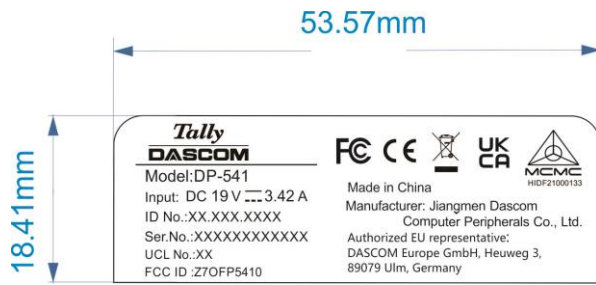 53.57mm
18.41mm
Tally
DASCOM
Model:DP-541
Input: DC 19 V 3.42 A
ID No.:XX.XXX.XXXX
Ser.No.:XXXXXXXXXXXX
UCL No.:XX
FCC ID :Z7OFP5410
FC CE UK CA
MCMC
HIDF21000133
Made in China
Manufacturer: Jiangmen Dascom
Computer Peripherals Co., Ltd.
Authorized EU representative:
DASCOM Europe GmbH, Heuweg 3,
89079 Ulm, Germany